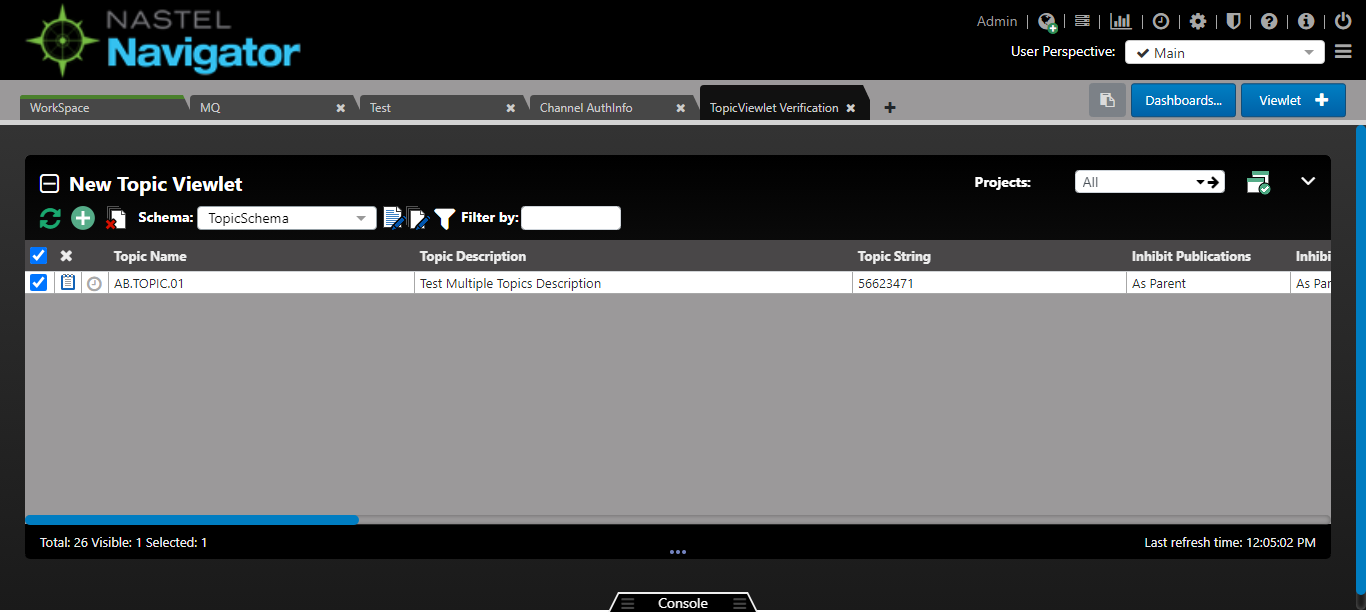 NASTEL
Navigator
Admin
User Perspective: Main
WorkSpace MQ Test Channel AuthInfo TopicViewlet Verification
Dashboards... Viewlet
New Topic Viewlet Projects: All
Schema: TopicSchema Filter by:
Topic Name Topic Description Topic String Inhibit Publications Inhibi
AB.TOPIC.01 Test Multiple Topics Description 56623471 As Parent As Par
Total: 26 Visible: 1 Selected: 1 Last refresh time: 12:05:02 PM
Console